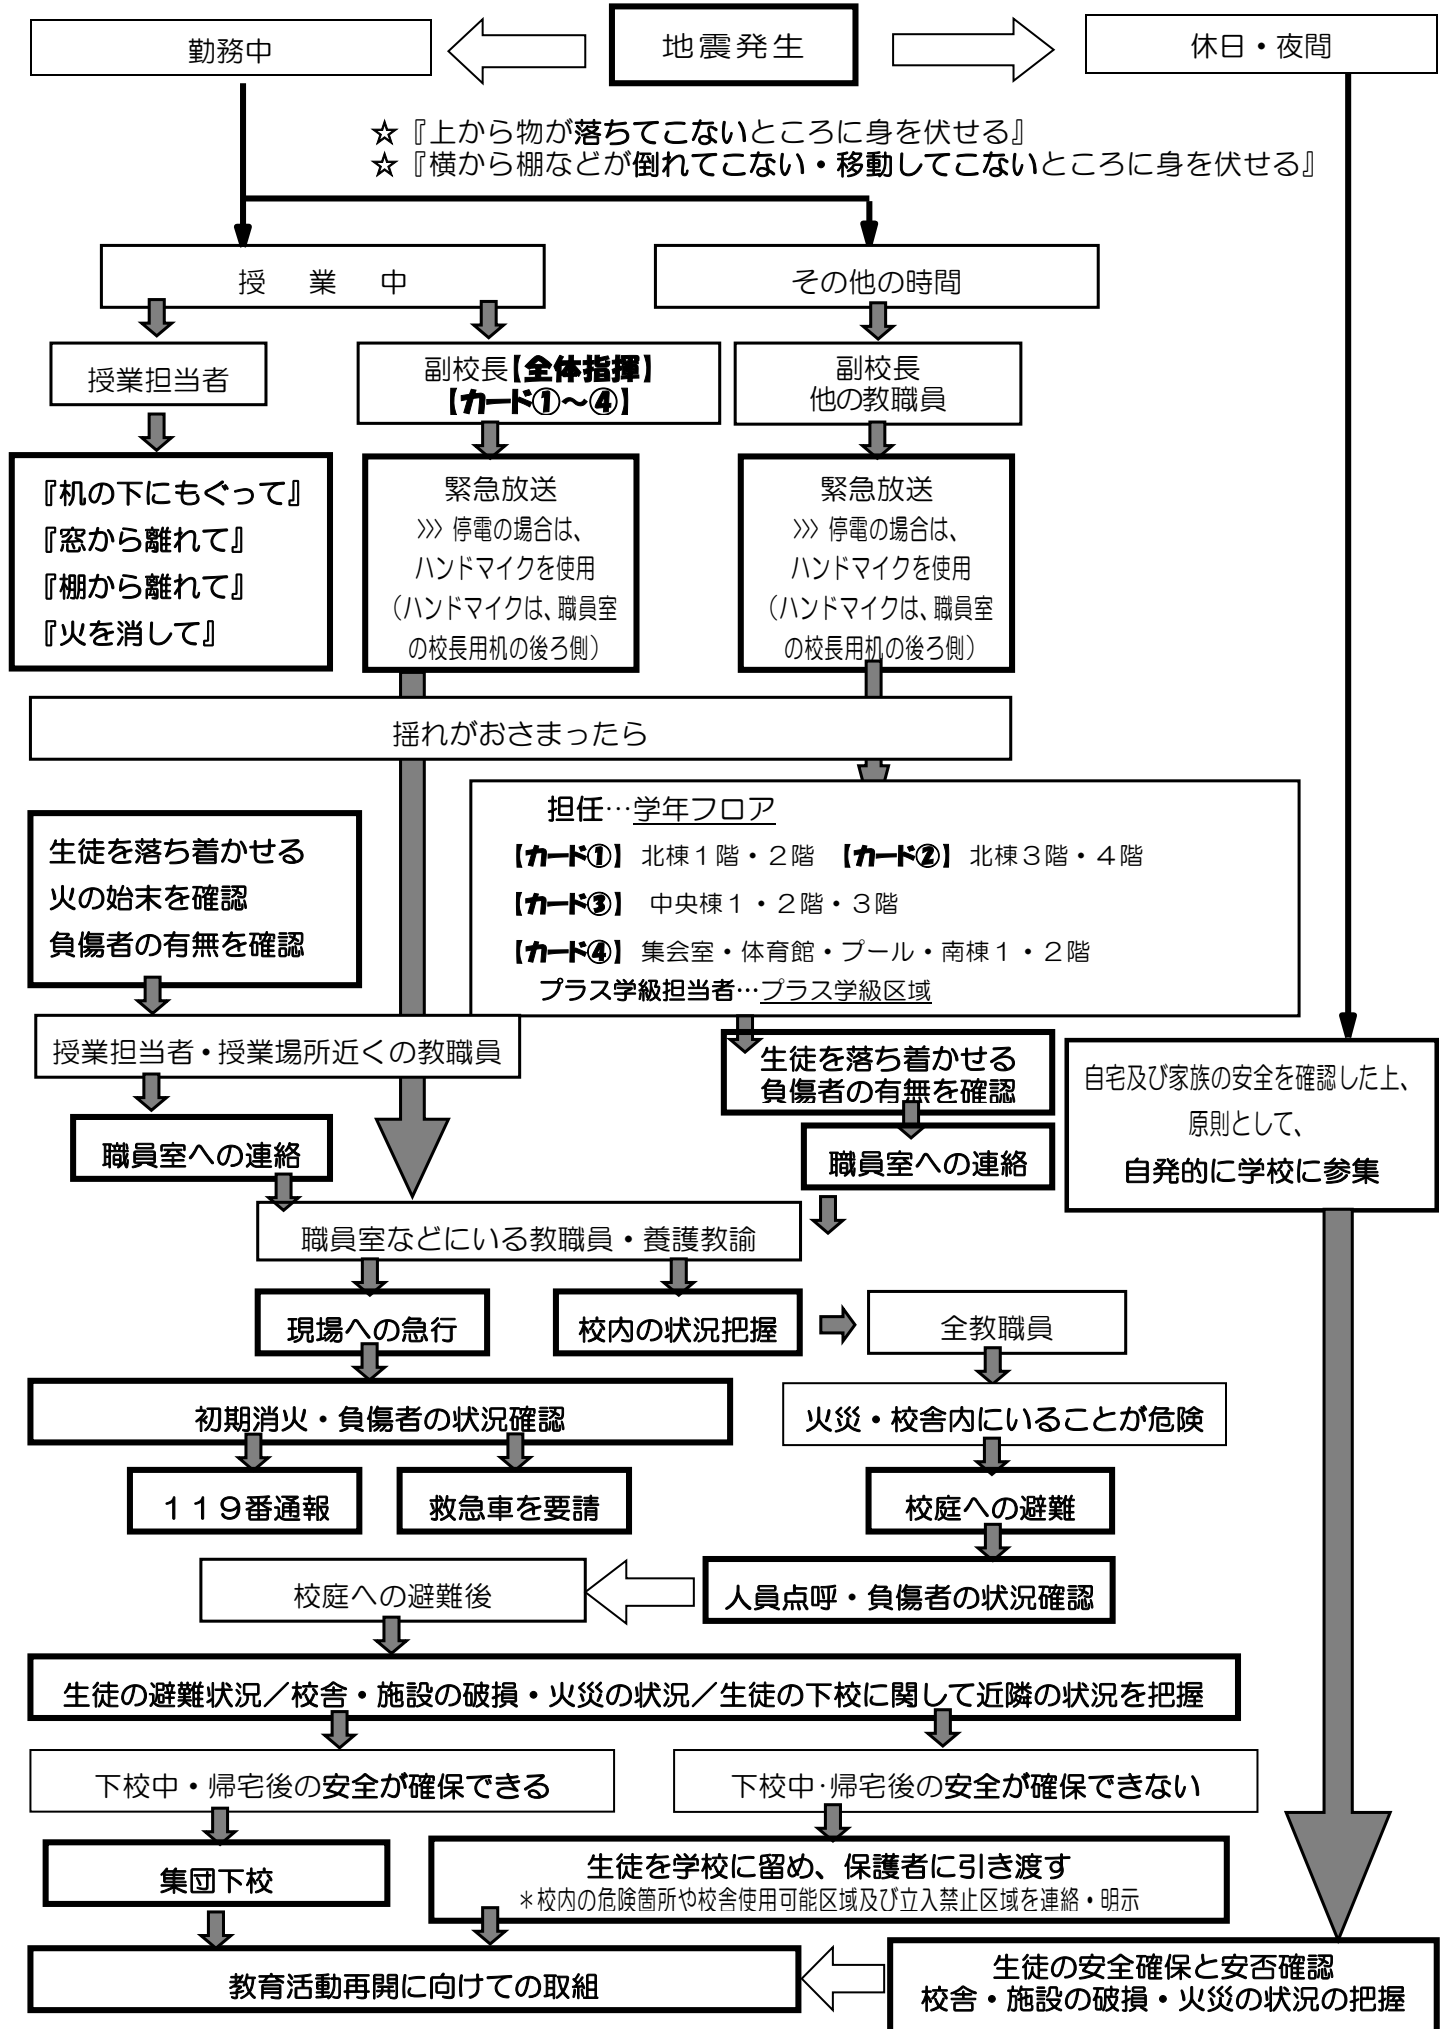 勤務中
地震発生
休日・夜間
☆『上から物が落ちてこないところに身を伏せる』
☆『横から棚などが倒れてこない・移動してこないところに身を伏せる』
授　業　中
その他の時間
授業担当者
副校長【全体指揮】
【カード①～④】
副校長
他の教職員
『机の下にもぐって』
『窓から離れて』
『棚から離れて』
『火を消して』
緊急放送
>>> 停電の場合は、
ハンドマイクを使用
（ハンドマイクは、職員室
の校長用机の後ろ側）
緊急放送
>>> 停電の場合は、
ハンドマイクを使用
（ハンドマイクは、職員室
の校長用机の後ろ側）
揺れがおさまったら
担任…学年フロア
【カード①】 北棟１階・２階 【カード②】 北棟３階・４階
【カード③】 中央棟１・２階・３階
【カード④】 集会室・体育館・プール・南棟１・２階
プラス学級担当者…プラス学級区域
生徒を落ち着かせる
火の始末を確認
負傷者の有無を確認
授業担当者・授業場所近くの教職員
生徒を落ち着かせる
負傷者の有無を確認
自宅及び家族の安全を確認した上、
原則として、
自発的に学校に参集
職員室への連絡
職員室への連絡
職員室などにいる教職員・養護教諭
現場への急行
校内の状況把握
全教職員
初期消火・負傷者の状況確認
火災・校舎内にいることが危険
１１９番通報
救急車を要請
校庭への避難
校庭への避難後
人員点呼・負傷者の状況確認
生徒の避難状況／校舎・施設の破損・火災の状況／生徒の下校に関して近隣の状況を把握
下校中・帰宅後の安全が確保できる
下校中・帰宅後の安全が確保できない
集団下校
生徒を学校に留め、保護者に引き渡す
＊校内の危険箇所や校舎使用可能区域及び立入禁止区域を連絡・明示
教育活動再開に向けての取組
生徒の安全確保と安否確認
校舎・施設の破損・火災の状況の把握